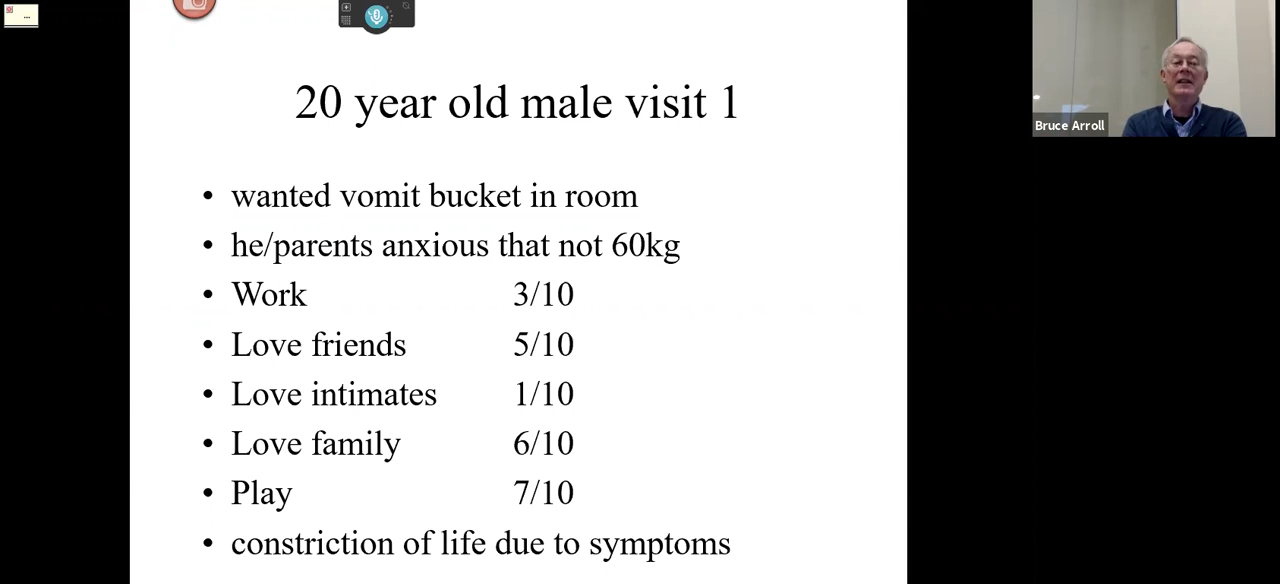 20 year old male visit 1
• wanted vomit bucket in room
• he/parents anxious that not 60kg
• Work 3/10
• Love friends 5/10
• Love intimates 1/10
• Love family 6/10
• Play 7/10
• constriction of life due to symptoms
Bruce Arroll